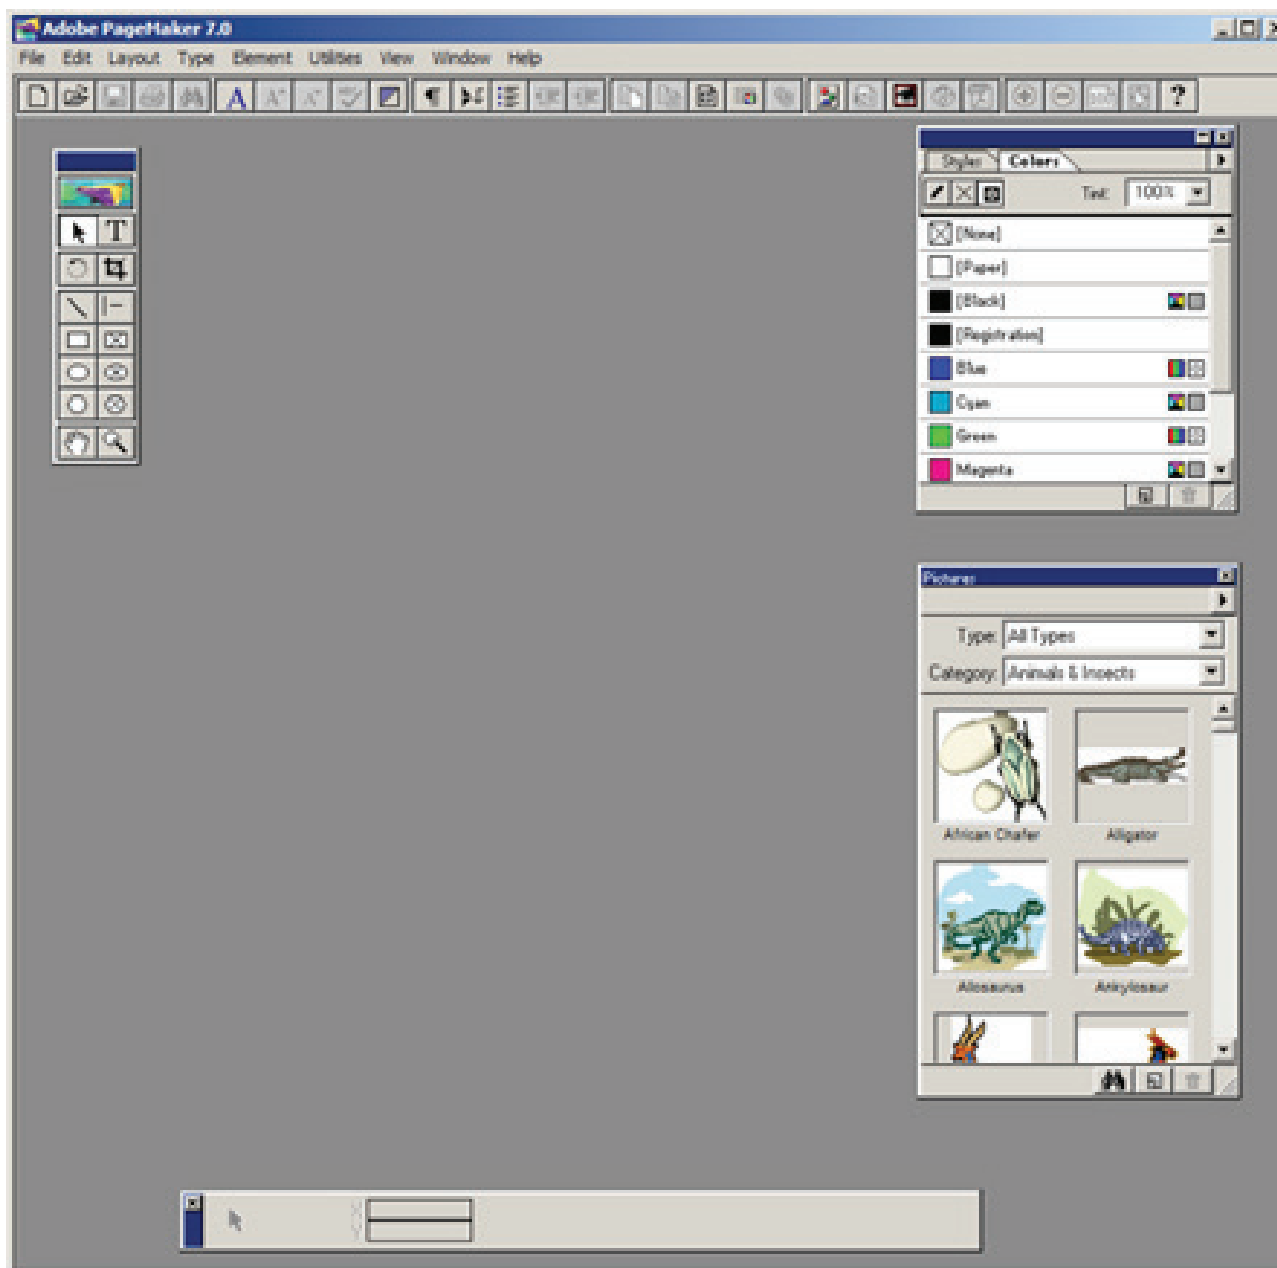 Adobe PageMaker 7.0
File Edit Layout Type Element Utilities View Window Help
Styles Colors
Tint: 100%
[None]
[Paper]
[Black]
[Registration]
Blue
Cyan
Green
Magenta
Pictures
Type: All Types
Category: Animals & Insects
African Chafer Alligator
Allosaurus Ankylosaur
X
Y